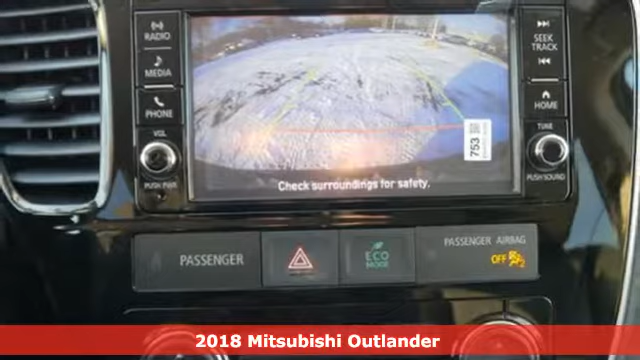 RADIO
MEDIA
PHONE
VOL
PUSH PWR
753
Check surroundings for safety.
SEEK
TRACK
HOME
TUNE
PUSH SOUND
PASSENGER
ECO
MODE
PASSENGER AIRBAG
OFF
2
2018 Mitsubishi Outlander